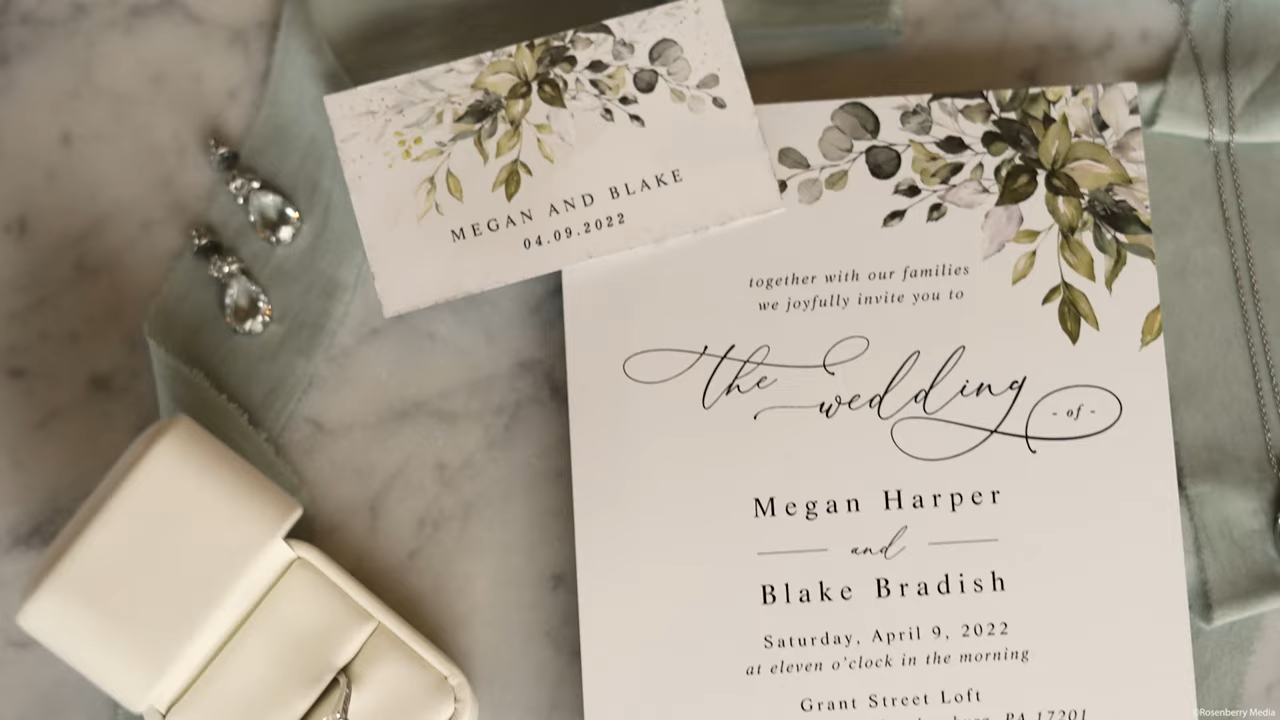 MEGAN AND BLAKE
04.09.2022
together with our families
we joyfully invite you to
the wedding
- of -
Megan Harper
and
Blake Bradish
Saturday, April 9, 2022
at eleven o'clock in the morning
Grant Street Loft
PA 17201
©Rosenberry Media